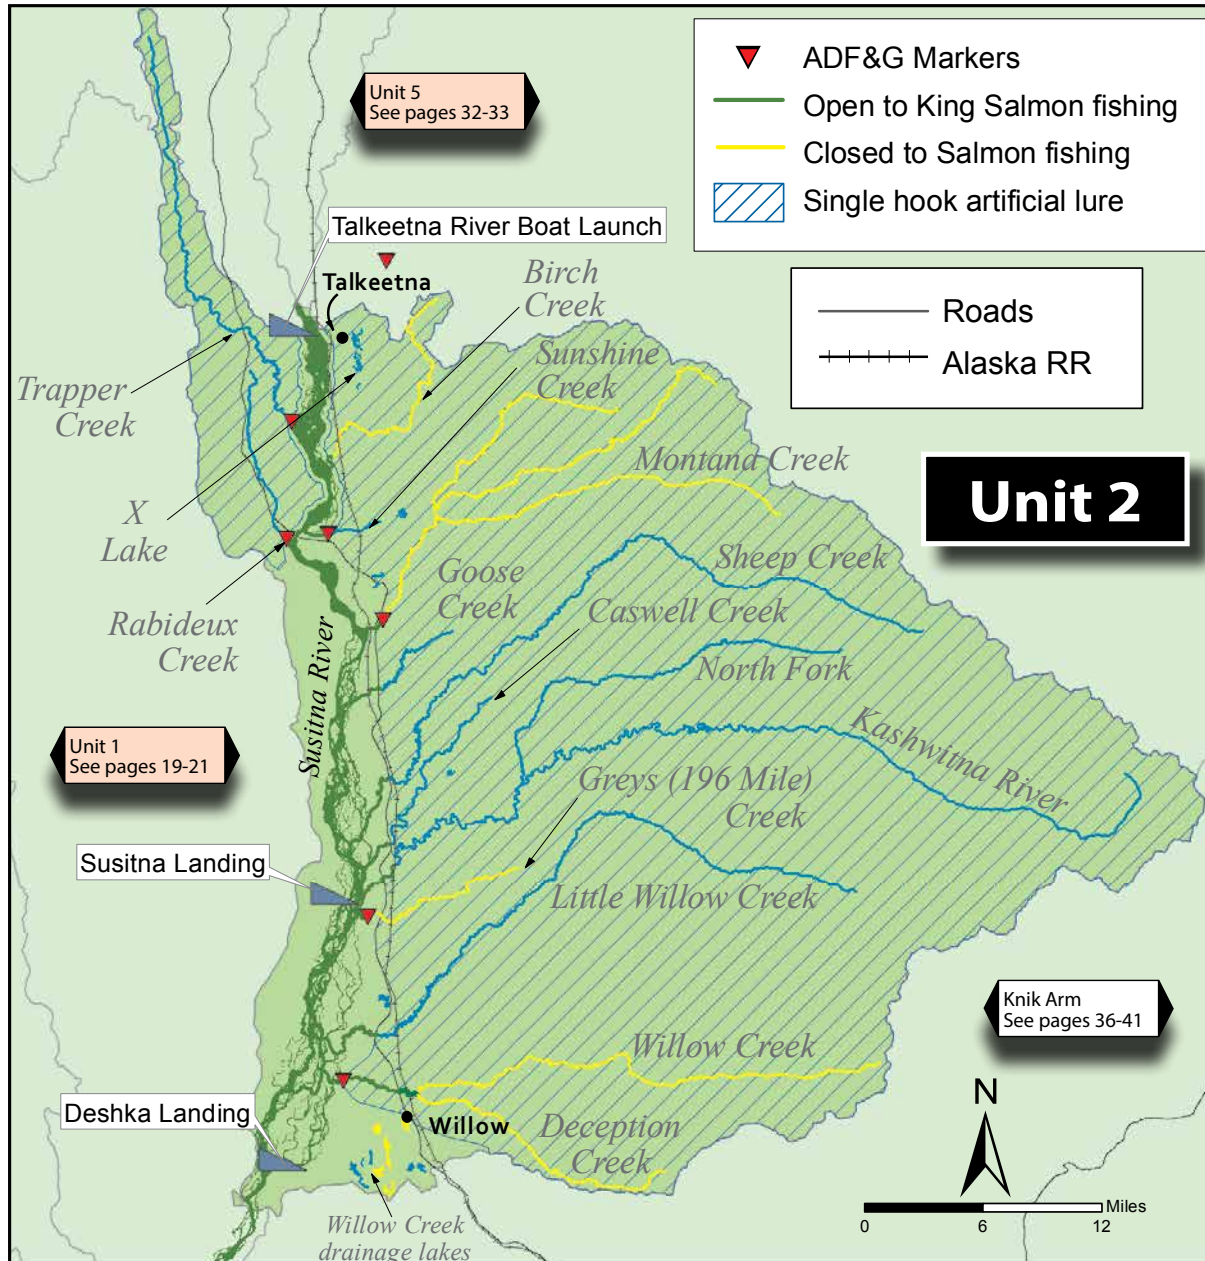 ADF&G Markers
Open to King Salmon fishing
Closed to Salmon fishing
Single hook artificial lure
Roads
Alaska RR
Unit 2
Unit 5
See pages 32-33
Talkeetna River Boat Launch
Talkeetna
Birch
Creek
Sunshine
Creek
Trapper
Creek
Montana Creek
X
Lake
Goose
Creek
Sheep Creek
Caswell Creek
Rabideux
Creek
North Fork
Susitna River
Kashwitna River
Unit 1
See pages 19-21
Greys (196 Mile)
Creek
Susitna Landing
Little Willow Creek
Knik Arm
See pages 36-41
Willow Creek
Deshka Landing
Willow
Deception
Creek
N
Miles
0 6 12
Willow Creek
drainage lakes